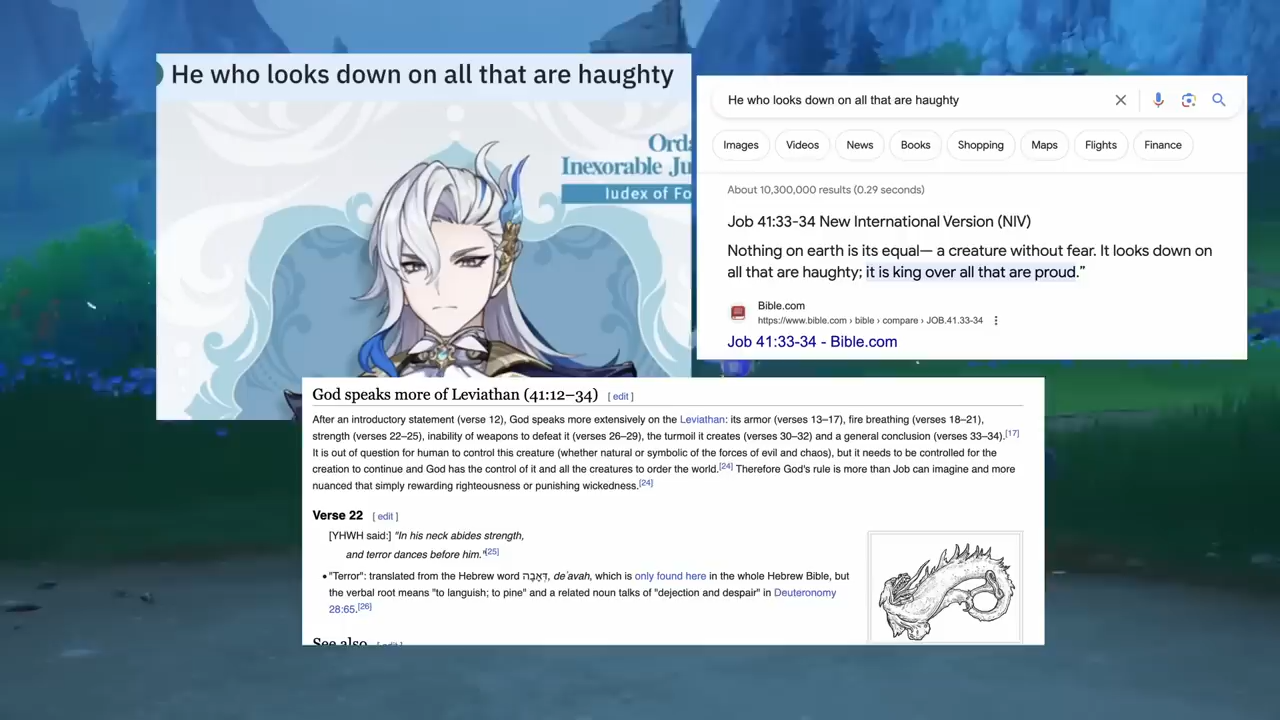 He who looks down on all that are haughty
Inexorable
Iudex of
He who looks down on all that are haughty
Images
Videos
News
Books
Shopping
Maps
Flights
Finance
About 10,300,000 results (0.29 seconds)
Job 41:33-34 New International Version (NIV)
Nothing on earth is its equal— a creature without fear. It looks down on
all that are haughty; it is king over all that are proud.”
Bible.com
https://www.bible.com › bible › compare › JOB.41.33-34
Job 41:33-34 - Bible.com
God speaks more of Leviathan (41:12–34) [ edit ]
After an introductory statement (verse 12), God speaks more extensively on the Leviathan: its armor (verses 13–17), fire breathing (verses 18–21),
strength (verses 22–25), inability of weapons to defeat it (verses 26–29), the turmoil it creates (verses 30–32) and a general conclusion (verses 33–34).[17]
It is out of question for human to control this creature (whether natural or symbolic of the forces of evil and chaos), but it needs to be controlled for the
creation to continue and God has the control of it and all the creatures to order the world.[24] Therefore God's rule is more than Job can imagine and more
nuanced that simply rewarding righteousness or punishing wickedness.[24]
Verse 22 [ edit ]
[YHWH said:] "In his neck abides strength,
and terror dances before him."[25]
• "Terror": translated from the Hebrew word דְּאָבָה, de'avah, which is only found here in the whole Hebrew Bible, but
the verbal root means "to languish; to pine" and a related noun talks of "dejection and despair" in Deuteronomy
28:65.[26]
See also [ edit ]